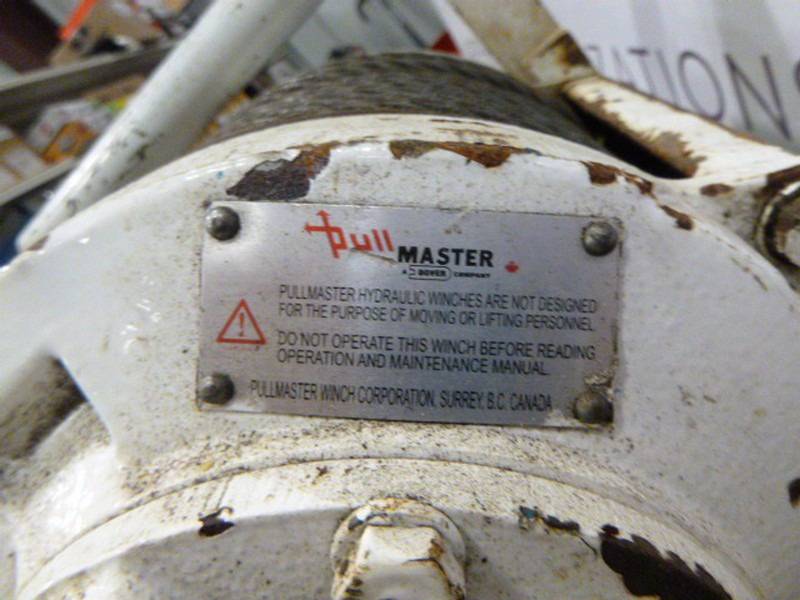 ZATION
pull MASTER
A DOVER COMPANY
PULLMASTER HYDRAULIC WINCHES ARE NOT DESIGNED
FOR THE PURPOSE OF MOVING OR LIFTING PERSONNEL
DO NOT OPERATE THIS WINCH BEFORE READING
OPERATION AND MAINTENANCE MANUAL.
PULLMASTER WINCH CORPORATION, SURREY, B.C. CANADA